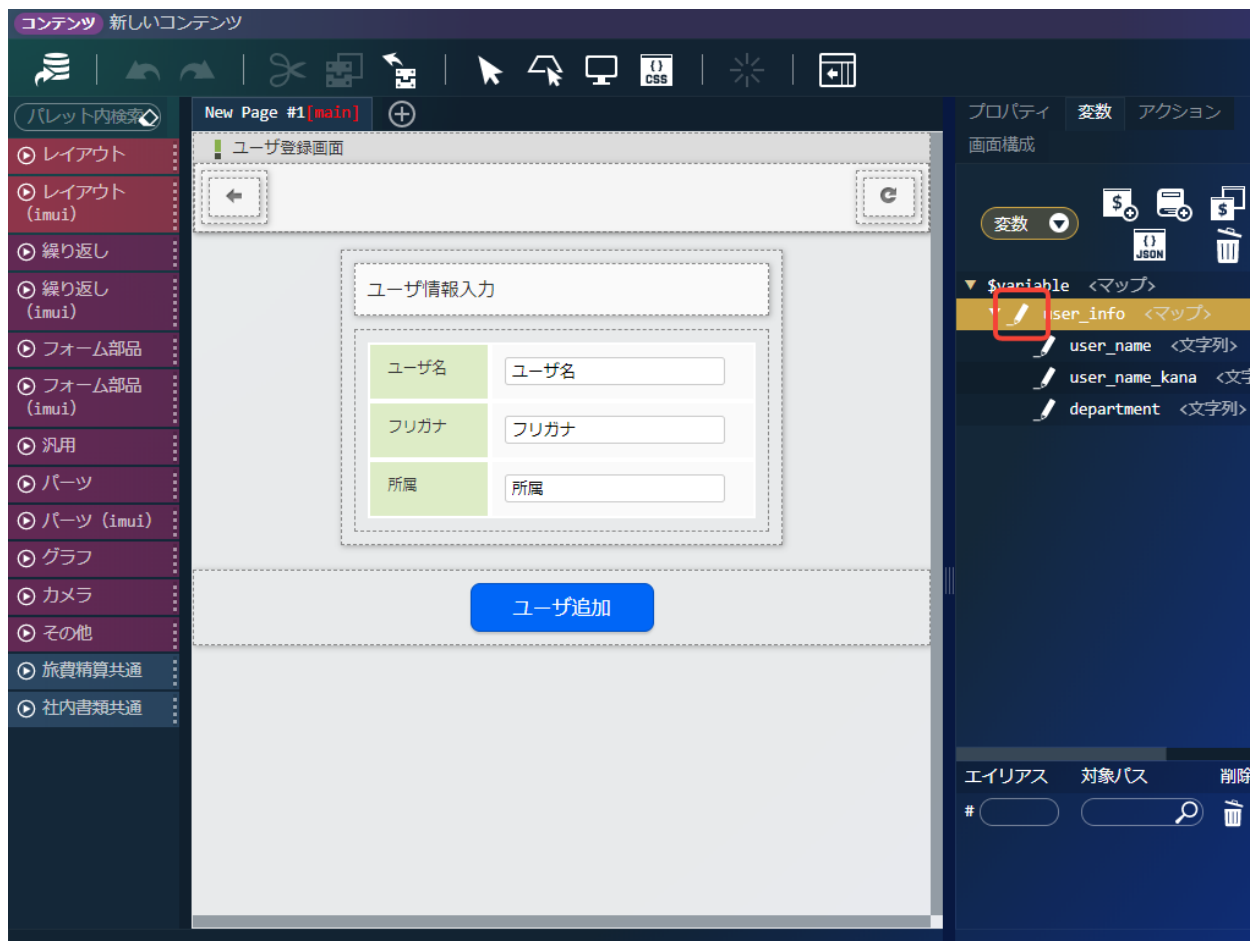 コンテンツ 新しいコンテンツ
{} CSS
パレット内検索
New Page #1[main]
プロパティ 変数 アクション
画面構成
レイアウト
レイアウト
(imui)
繰り返し
繰り返し
(imui)
フォーム部品
フォーム部品
(imui)
汎用
パーツ
パーツ (imui)
グラフ
カメラ
その他
旅費精算共通
社内書類共通
ユーザ登録画面
ユーザ情報入力
ユーザ名 ユーザ名
フリガナ フリガナ
所属 所属
ユーザ追加
変数 $ $
{} JSON
$variable <マップ>
user_info <マップ>
user_name <文字列>
user_name_kana <文字
department <文字列>
エイリアス 対象パス 削除
#